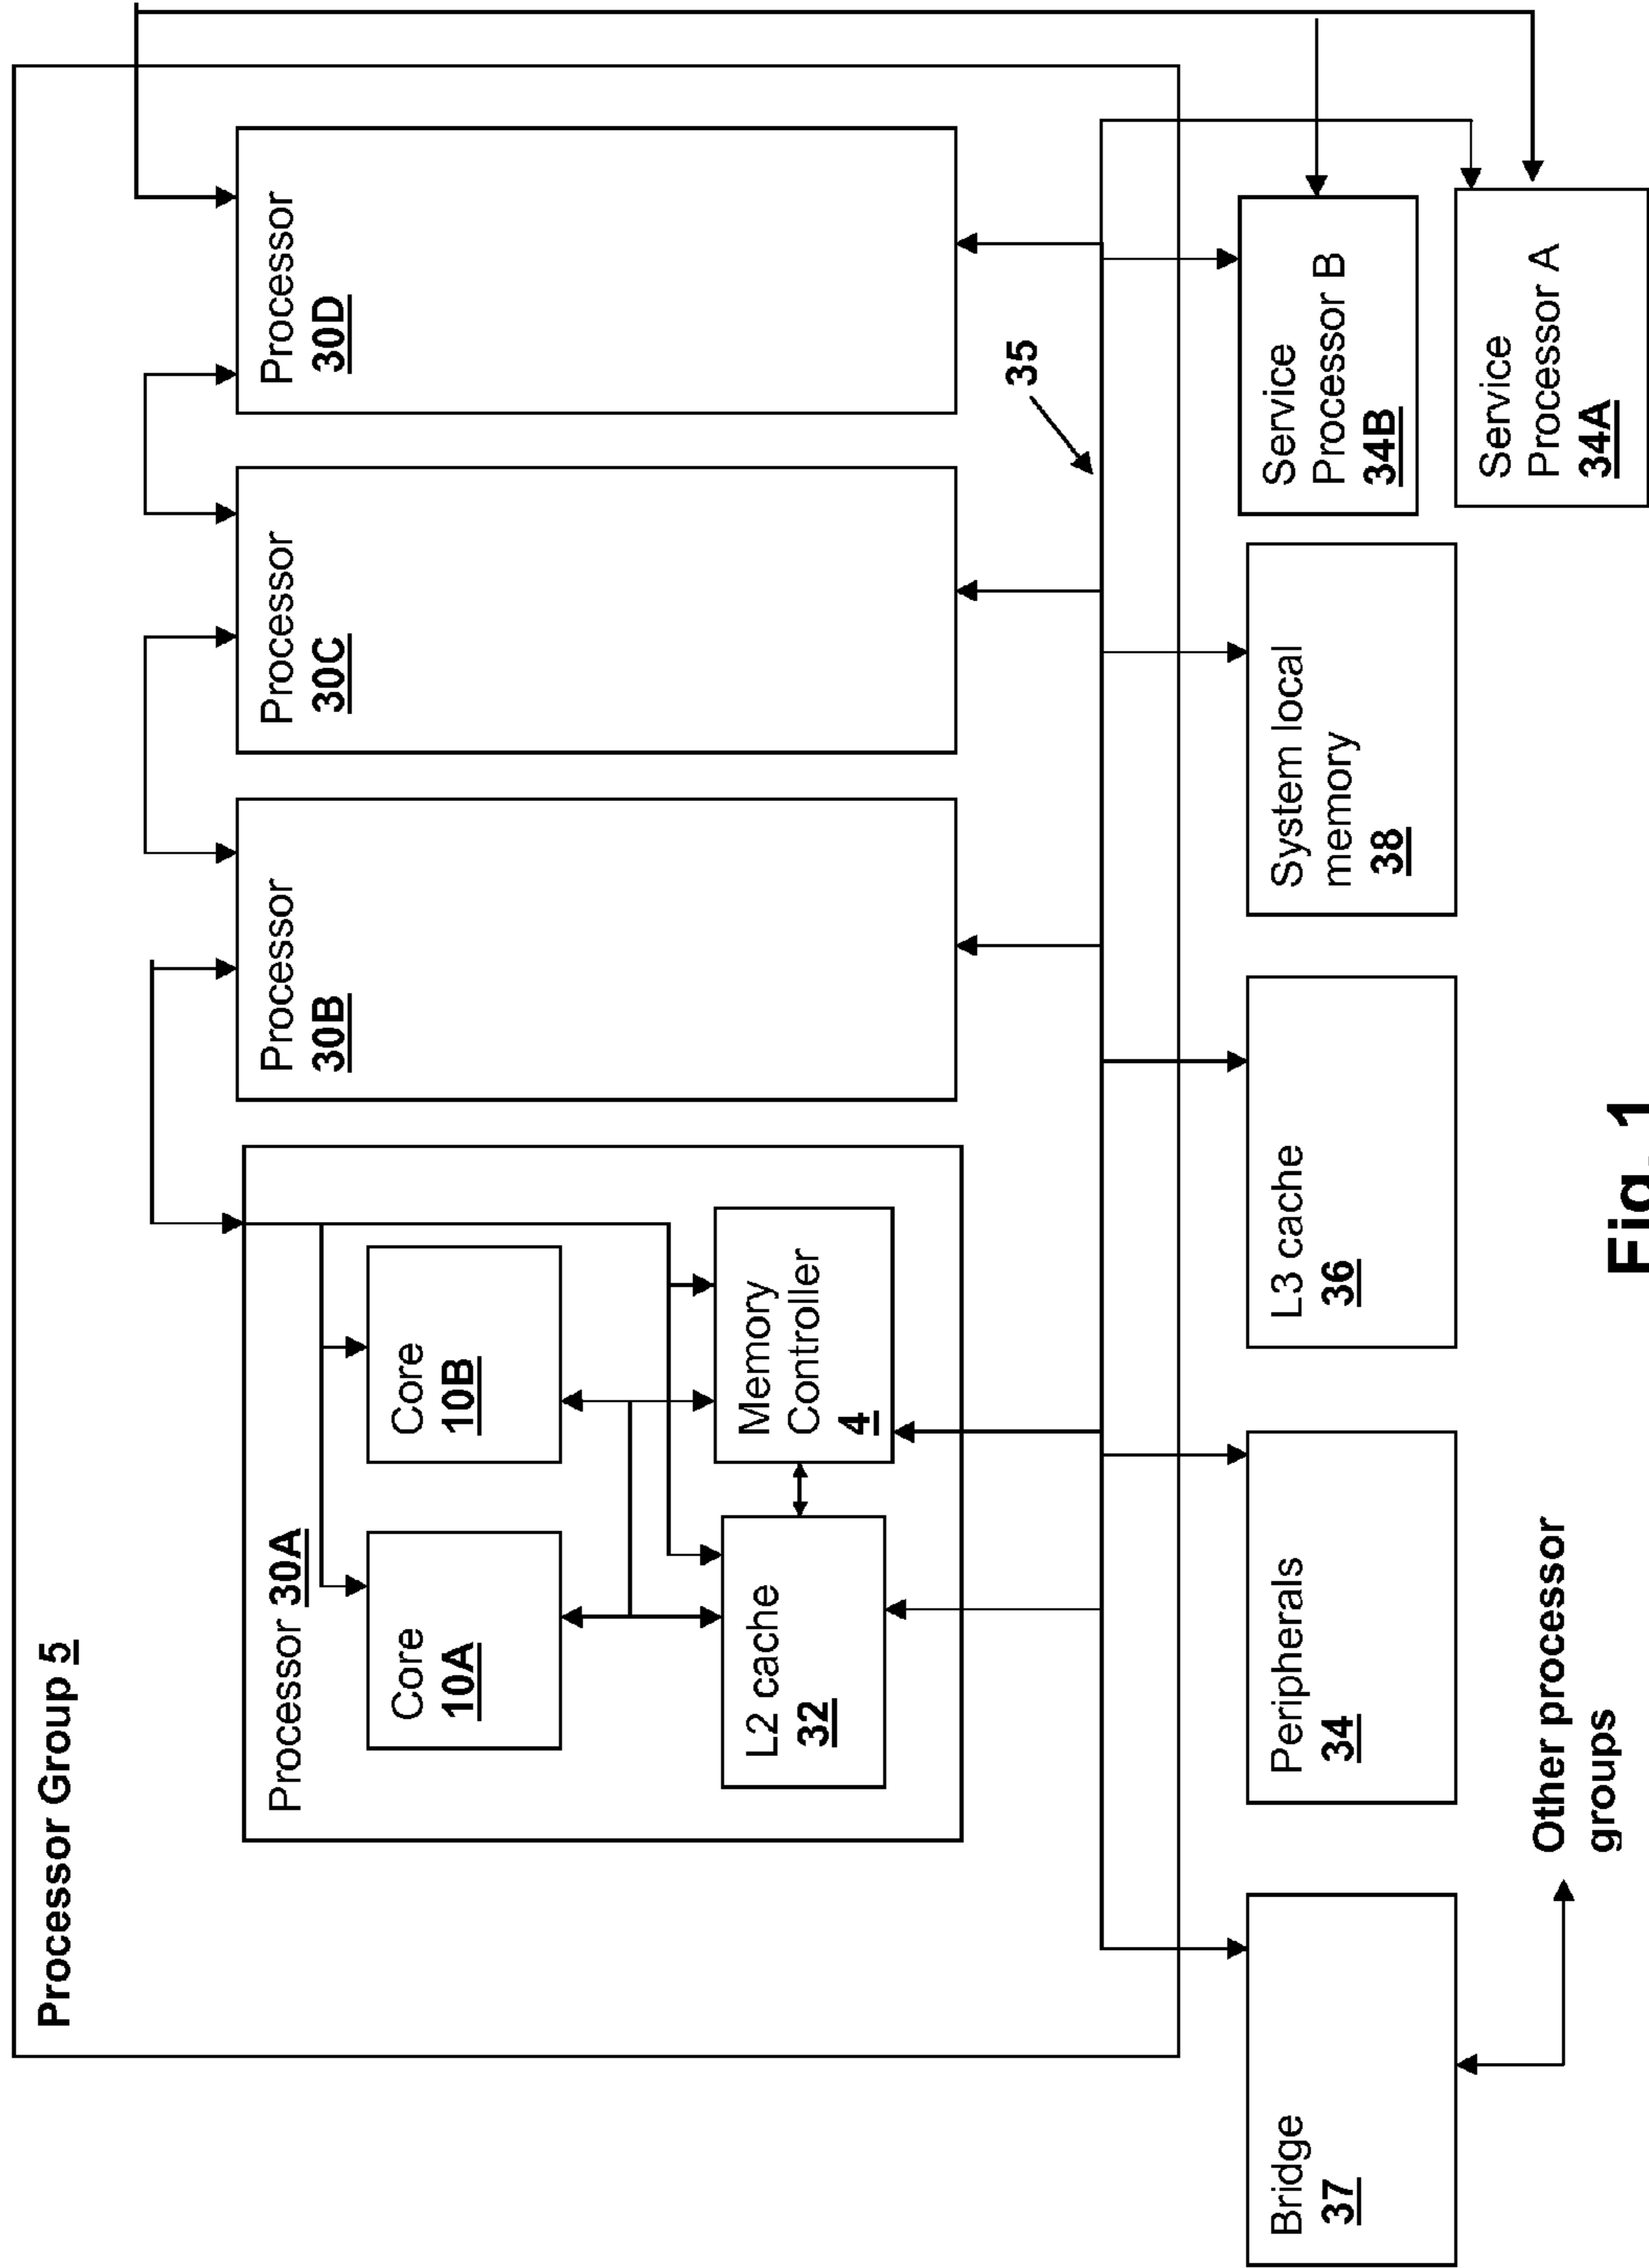 Processor Group 5
Processor 30A
Core
10A
Core
10B
L2 cache
32
Memory
Controller
4
Processor
30B
Processor
30C
Processor
30D
35
Bridge
37
Peripherals
34
L3 cache
36
System local
memory
38
Service
Processor B
34B
Service
Processor A
34A
Other processor
groups
Fig. 1